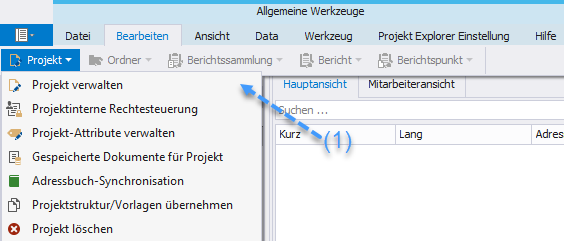 Allgemeine Werkzeuge
Datei Bearbeiten Ansicht Data Werkzeug Projekt Explorer Einstellung Hilfe
Projekt Ordner Berichtssammlung Bericht Berichtspunkt
Hauptansicht Mitarbeiteransicht
Suchen ...
Kurz Lang Adres
(1)
Projekt verwalten
Projektinterne Rechtesteuerung
Projekt-Attribute verwalten
Gespeicherte Dokumente für Projekt
Adressbuch-Synchronisation
Projektstruktur/Vorlagen übernehmen
Projekt löschen